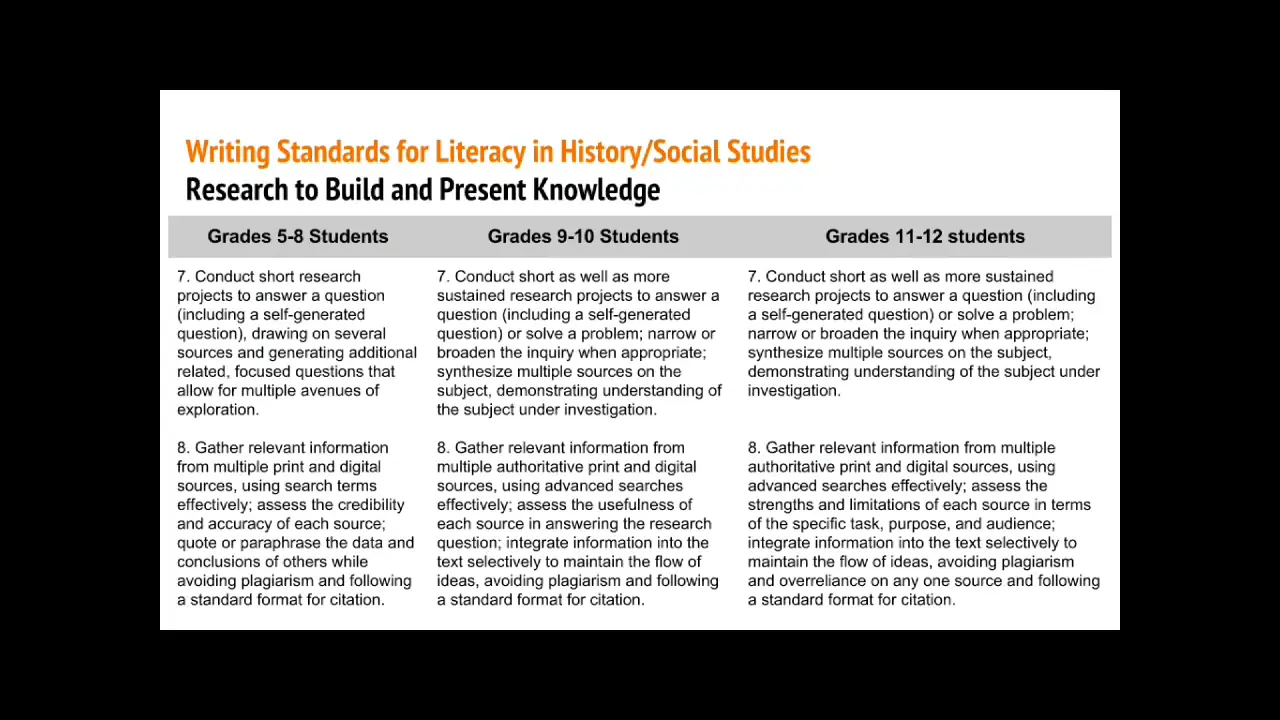 Writing Standards for Literacy in History/Social Studies
Research to Build and Present Knowledge
Grades 5-8 Students
Grades 9-10 Students
Grades 11-12 students
7. Conduct short research
projects to answer a question
(including a self-generated
question), drawing on several
sources and generating additional
related, focused questions that
allow for multiple avenues of
exploration.
7. Conduct short as well as more
sustained research projects to answer a
question (including a self-generated
question) or solve a problem; narrow or
broaden the inquiry when appropriate;
synthesize multiple sources on the
subject, demonstrating understanding of
the subject under investigation.
7. Conduct short as well as more sustained
research projects to answer a question (including
a self-generated question) or solve a problem;
narrow or broaden the inquiry when appropriate;
synthesize multiple sources on the subject,
demonstrating understanding of the subject under
investigation.
8. Gather relevant information
from multiple print and digital
sources, using search terms
effectively; assess the credibility
and accuracy of each source;
quote or paraphrase the data and
conclusions of others while
avoiding plagiarism and following
a standard format for citation.
8. Gather relevant information from
multiple authoritative print and digital
sources, using advanced searches
effectively; assess the usefulness of
each source in answering the research
question; integrate information into the
text selectively to maintain the flow of
ideas, avoiding plagiarism and following
a standard format for citation.
8. Gather relevant information from multiple
authoritative print and digital sources, using
advanced searches effectively; assess the
strengths and limitations of each source in terms
of the specific task, purpose, and audience;
integrate information into the text selectively to
maintain the flow of ideas, avoiding plagiarism
and overreliance on any one source and following
a standard format for citation.